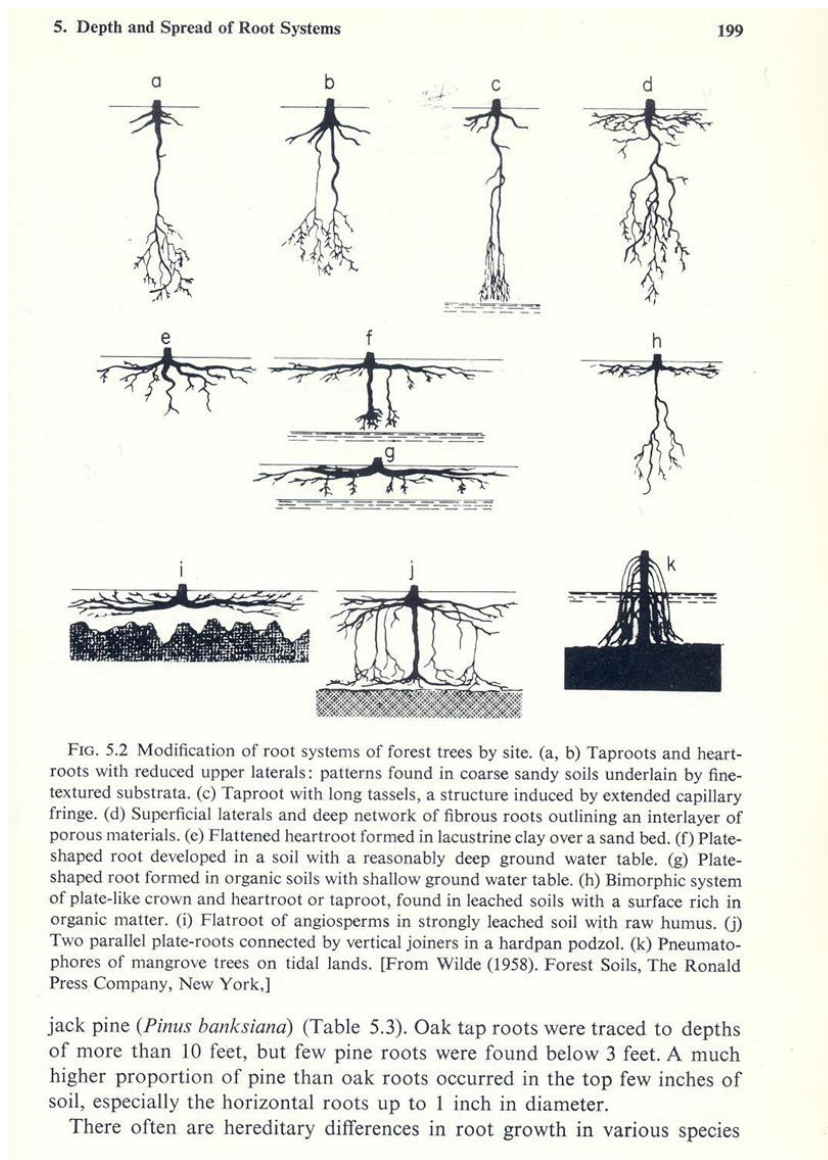 5. Depth and Spread of Root Systems 199
a b c d
e f h
g
i j k
FIG. 5.2 Modification of root systems of forest trees by site. (a, b) Taproots and heart-
roots with reduced upper laterals: patterns found in coarse sandy soils underlain by fine-
textured substrata. (c) Taproot with long tassels, a structure induced by extended capillary
fringe. (d) Superficial laterals and deep network of fibrous roots outlining an interlayer of
porous materials. (e) Flattened heartroot formed in lacustrine clay over a sand bed. (f) Plate-
shaped root developed in a soil with a reasonably deep ground water table. (g) Plate-
shaped root formed in organic soils with shallow ground water table. (h) Bimorphic system
of plate-like crown and heartroot or taproot, found in leached soils with a surface rich in
organic matter. (i) Flatroot of angiosperms in strongly leached soil with raw humus. (j)
Two parallel plate-roots connected by vertical joiners in a hardpan podzol. (k) Pneumato-
phores of mangrove trees on tidal lands. [From Wilde (1958). Forest Soils, The Ronald
Press Company, New York,]
jack pine (Pinus banksiana) (Table 5.3). Oak tap roots were traced to depths
of more than 10 feet, but few pine roots were found below 3 feet. A much
higher proportion of pine than oak roots occurred in the top few inches of
soil, especially the horizontal roots up to 1 inch in diameter.
There often are hereditary differences in root growth in various species